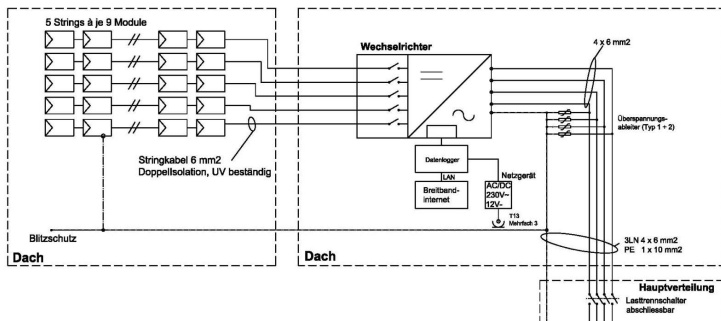 5 Strings à je 9 Module
Stringkabel 6 mm2
Doppelisolation, UV beständig
Blitzschutz
Dach
Wechselrichter
4 x 6 mm2
Überspannungs-
ableiter (Typ 1 + 2)
Datenlogger
LAN
Breitband-
internet
Netzgerät
AC/DC
230V~
12V-
T13
Mehrfach 3
3LN 4 x 6 mm2
PE 1 x 10 mm2
Dach
Hauptverteilung
Lasttrennschalter
abschliessbar